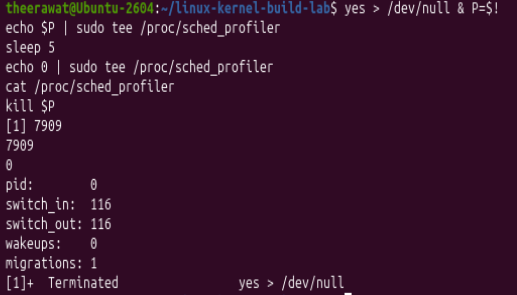 theerawat@Ubuntu-2604:~/linux-kernel-build-lab$ yes > /dev/null & P=$!
echo $P | sudo tee /proc/sched_profiler
sleep 5
echo 0 | sudo tee /proc/sched_profiler
cat /proc/sched_profiler
kill $P
[1] 7909
7909
0
pid:        0
switch_in:  116
switch_out: 116
wakeups:    0
migrations: 1
[1]+  Terminated              yes > /dev/null